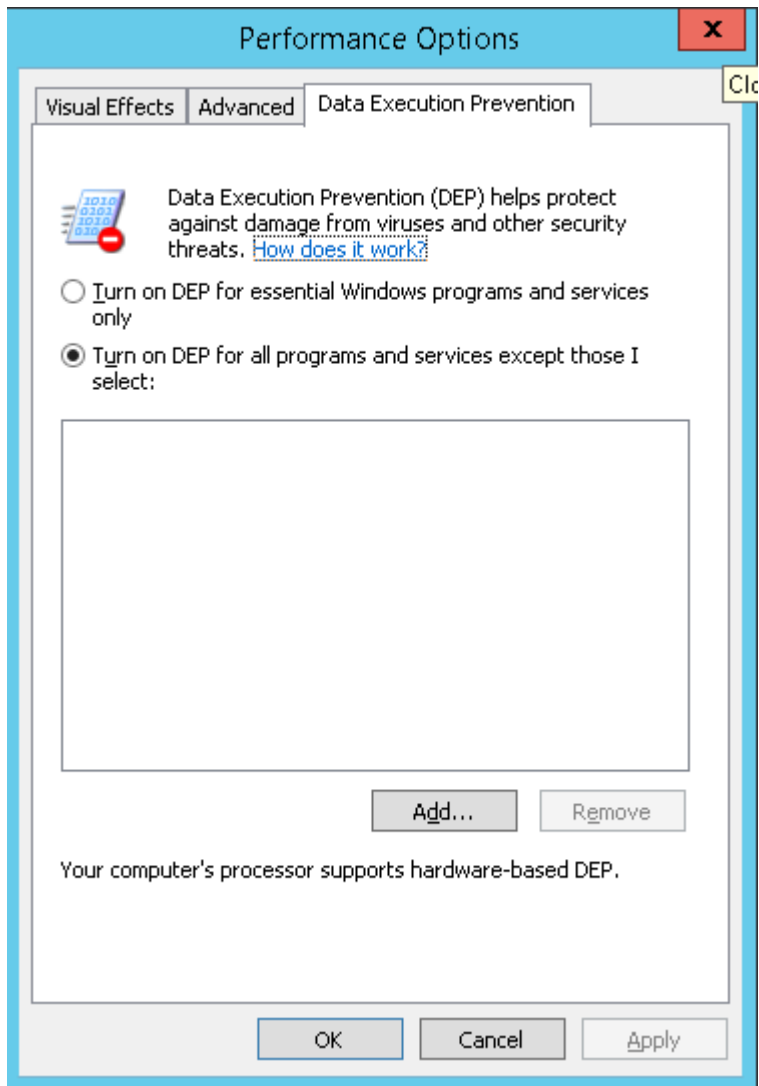 Performance Options
x
Clo
Visual Effects
Advanced
Data Execution Prevention
Data Execution Prevention (DEP) helps protect
against damage from viruses and other security
threats. How does it work?
Turn on DEP for essential Windows programs and services
only
Turn on DEP for all programs and services except those I
select:
Add...
Remove
Your computer's processor supports hardware-based DEP.
OK
Cancel
Apply